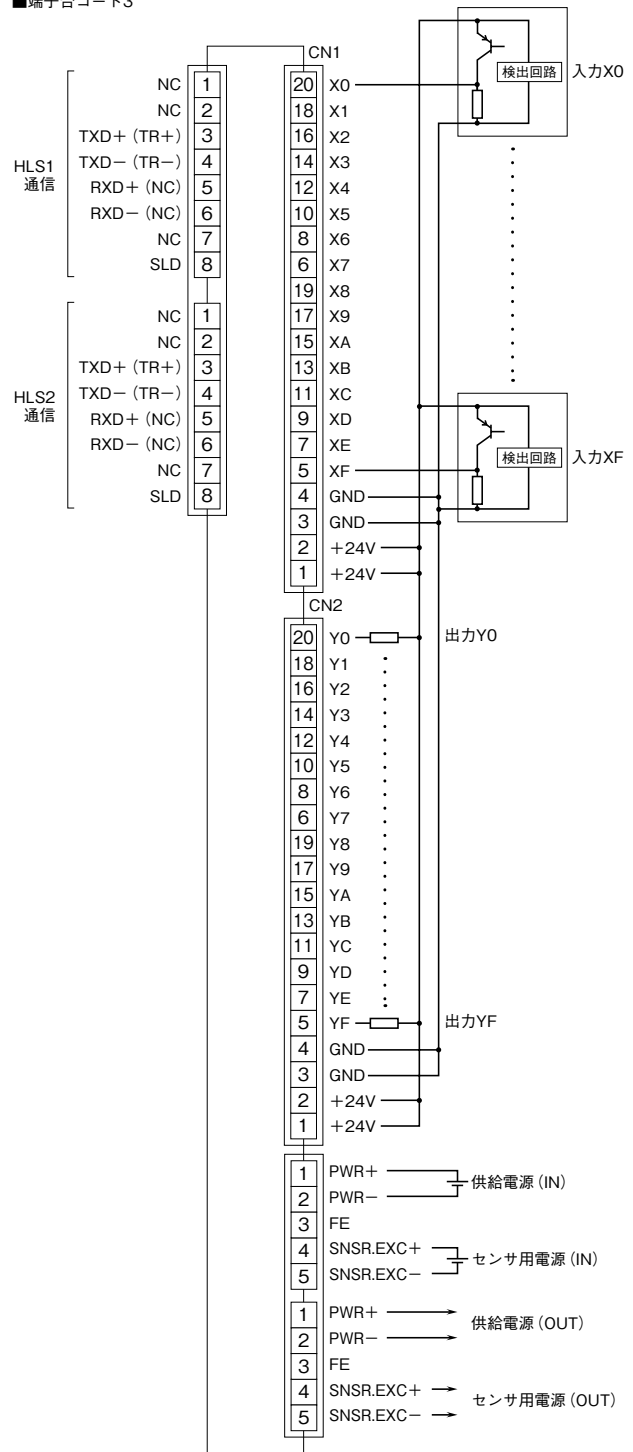 ■端子台コード3
CN1
HLS1
通信
NC 1
NC 2
TXD+（TR+） 3
TXD−（TR−） 4
RXD+（NC） 5
RXD−（NC） 6
NC 7
SLD 8
HLS2
通信
NC 1
NC 2
TXD+（TR+） 3
TXD−（TR−） 4
RXD+（NC） 5
RXD−（NC） 6
NC 7
SLD 8
20 X0
18 X1
16 X2
14 X3
12 X4
10 X5
8 X6
6 X7
19 X8
17 X9
15 XA
13 XB
11 XC
9 XD
7 XE
5 XF
4 GND
3 GND
2 +24V
1 +24V
検出回路 入力X0
検出回路 入力XF
CN2
20 Y0 出力Y0
18 Y1
16 Y2
14 Y3
12 Y4
10 Y5
8 Y6
6 Y7
19 Y8
17 Y9
15 YA
13 YB
11 YC
9 YD
7 YE
5 YF 出力YF
4 GND
3 GND
2 +24V
1 +24V
1 PWR+
2 PWR−
供給電源（IN）
3 FE
4 SNSR.EXC+
5 SNSR.EXC−
センサ用電源（IN）
1 PWR+
2 PWR−
供給電源（OUT）
3 FE
4 SNSR.EXC+
5 SNSR.EXC−
センサ用電源（OUT）